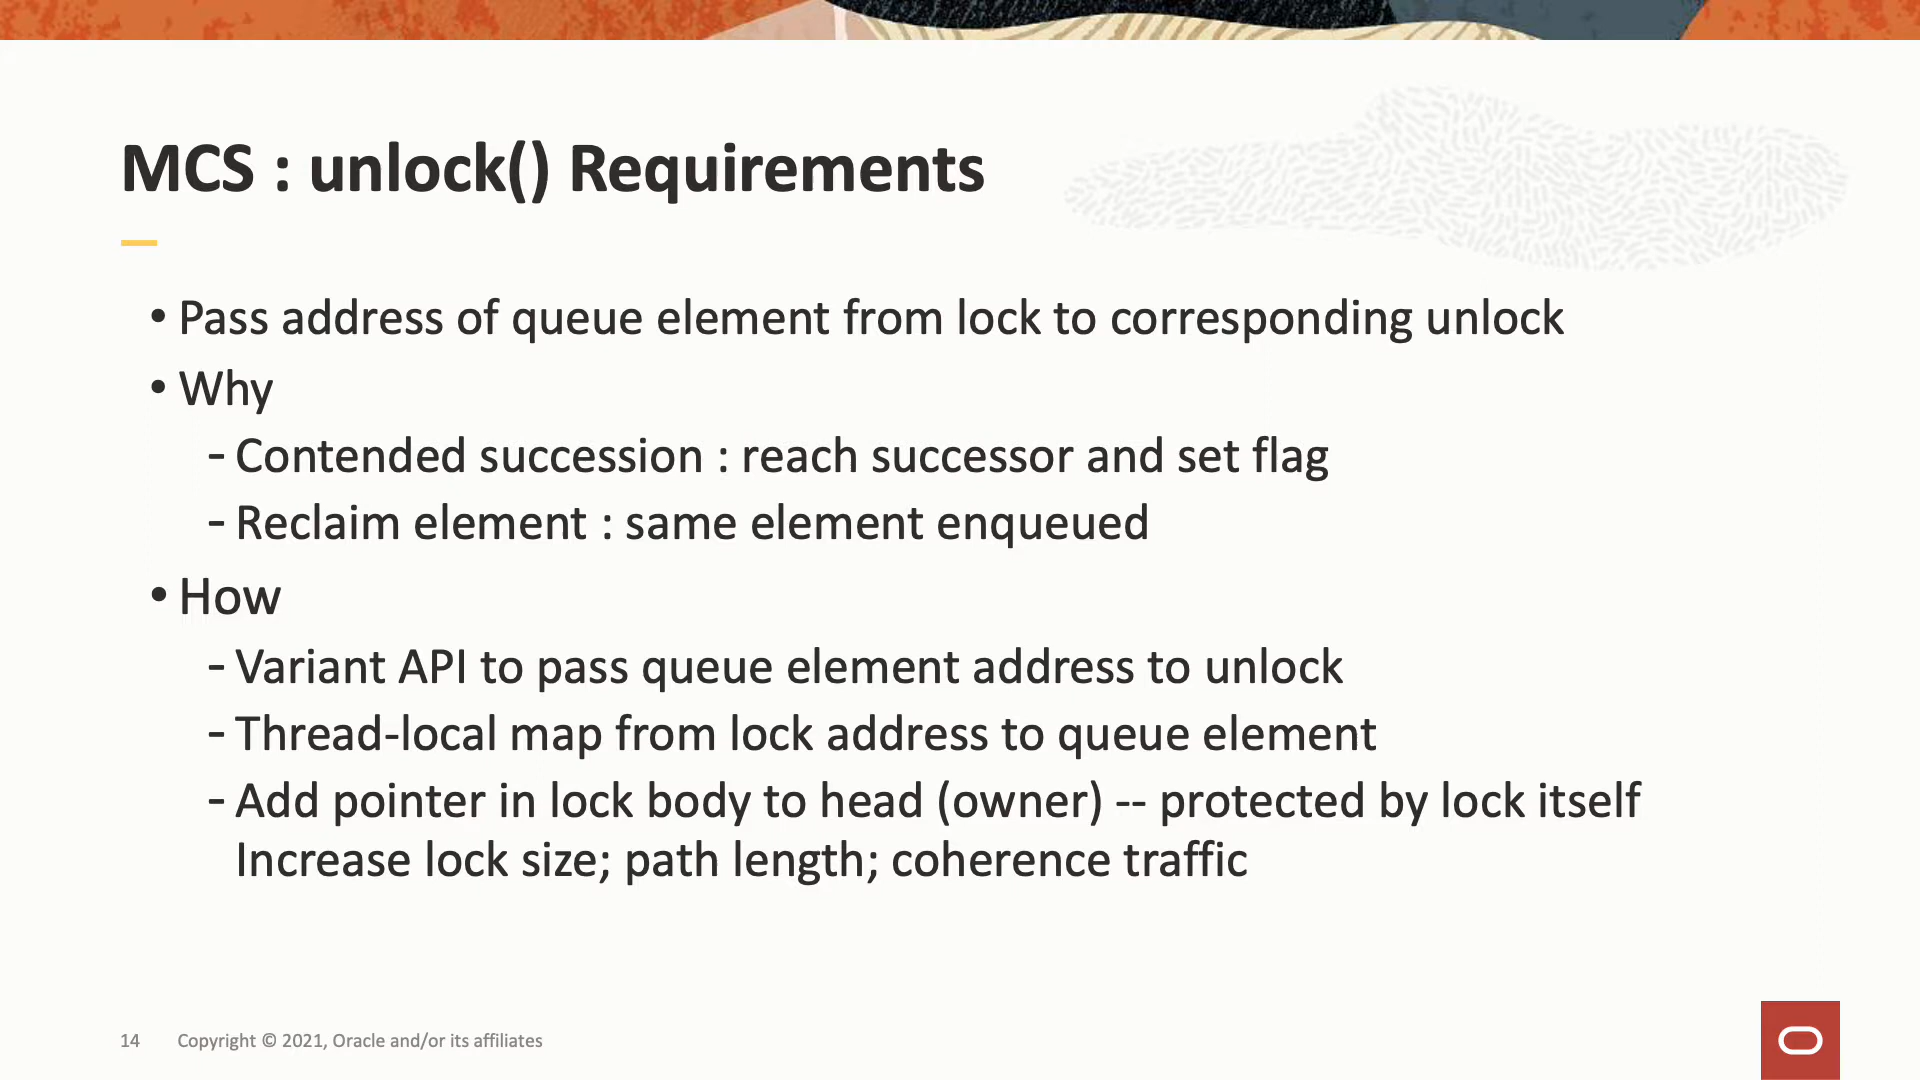 MCS : unlock() Requirements
• Pass address of queue element from lock to corresponding unlock
• Why
- Contended succession : reach successor and set flag
- Reclaim element : same element enqueued
• How
- Variant API to pass queue element address to unlock
- Thread-local map from lock address to queue element
- Add pointer in lock body to head (owner) -- protected by lock itself
Increase lock size; path length; coherence traffic
14 Copyright © 2021, Oracle and/or its affiliates